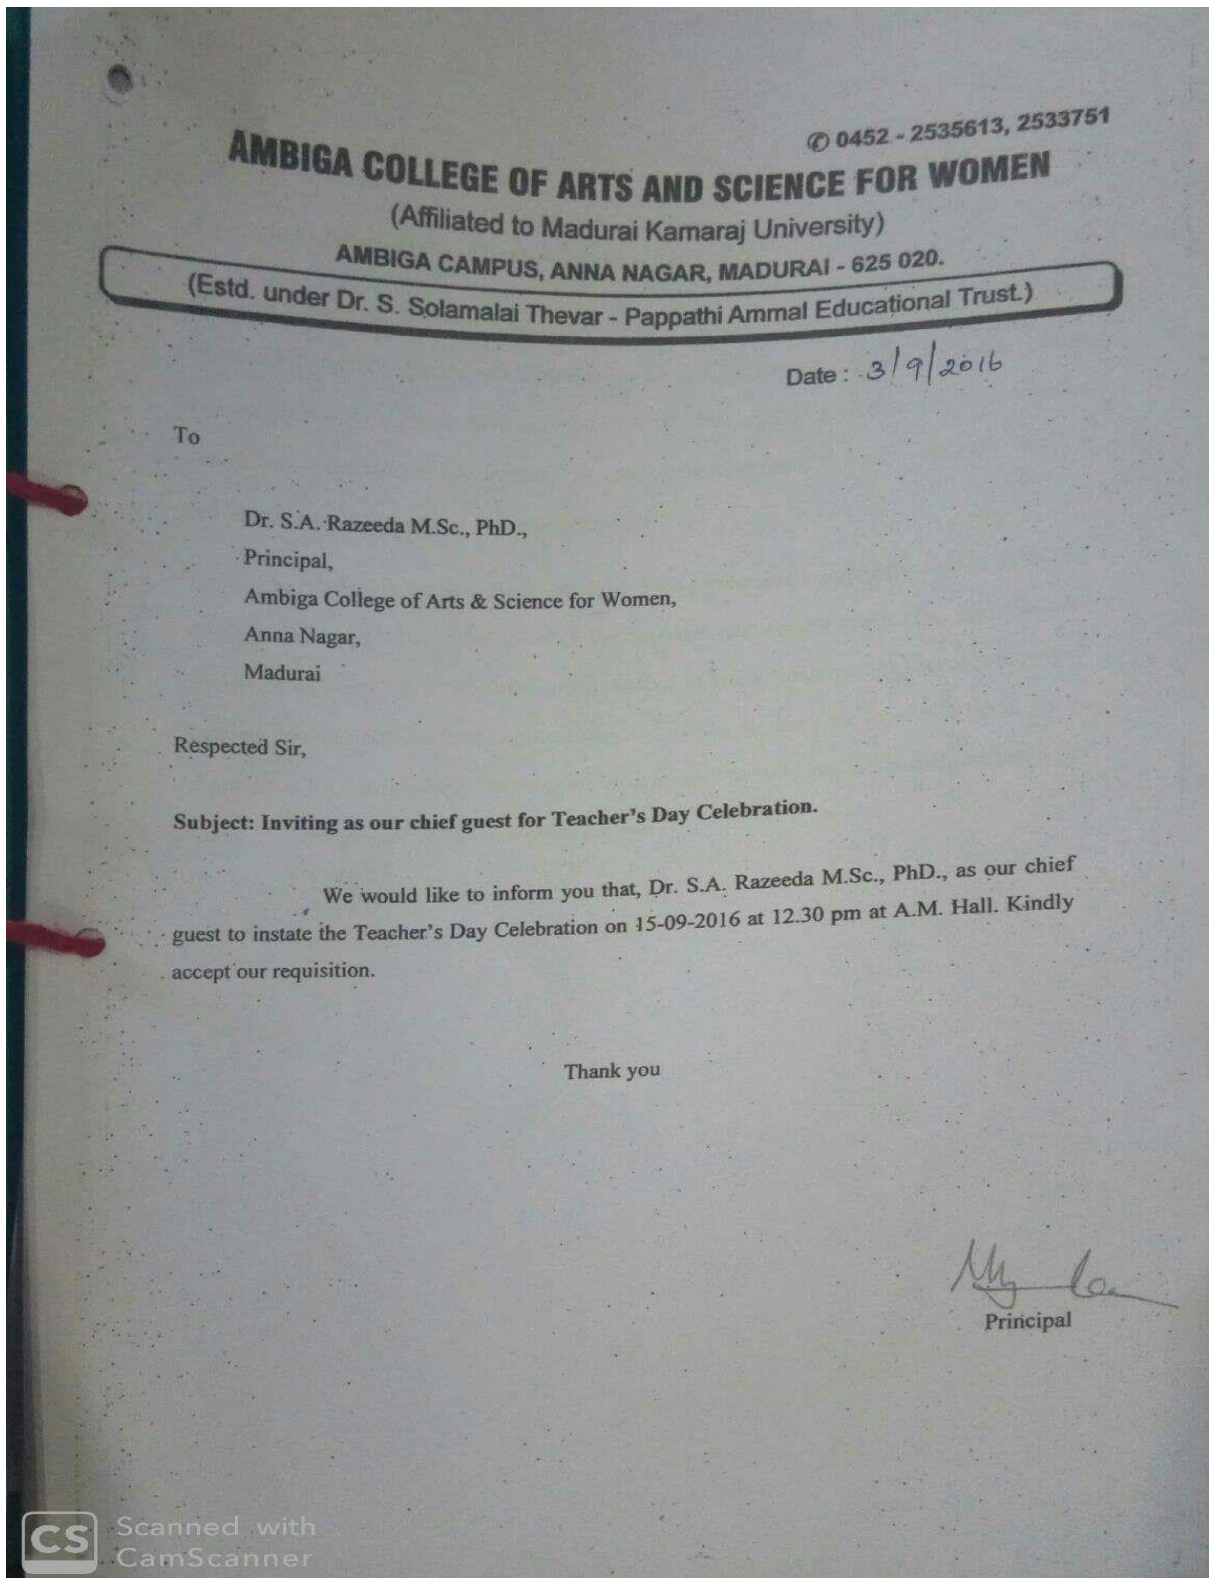 ✆ 0452 - 2535613, 2533751
AMBIGA COLLEGE OF ARTS AND SCIENCE FOR WOMEN
(Affiliated to Madurai Kamaraj University)
AMBIGA CAMPUS, ANNA NAGAR, MADURAI - 625 020.
(Estd. under Dr. S. Solamalai Thevar - Pappathi Ammal Educational Trust.)
Date : 3/9/2016
To
Dr. S.A. Razeeda M.Sc., PhD.,
Principal,
Ambiga College of Arts & Science for Women,
Anna Nagar,
Madurai
Respected Sir,
Subject: Inviting as our chief guest for Teacher's Day Celebration.
We would like to inform you that, Dr. S.A. Razeeda M.Sc., PhD., as our chief
guest to instate the Teacher's Day Celebration on 15-09-2016 at 12.30 pm at A.M. Hall. Kindly
accept our requisition.
Thank you
Principal
CS Scanned with
CamScanner